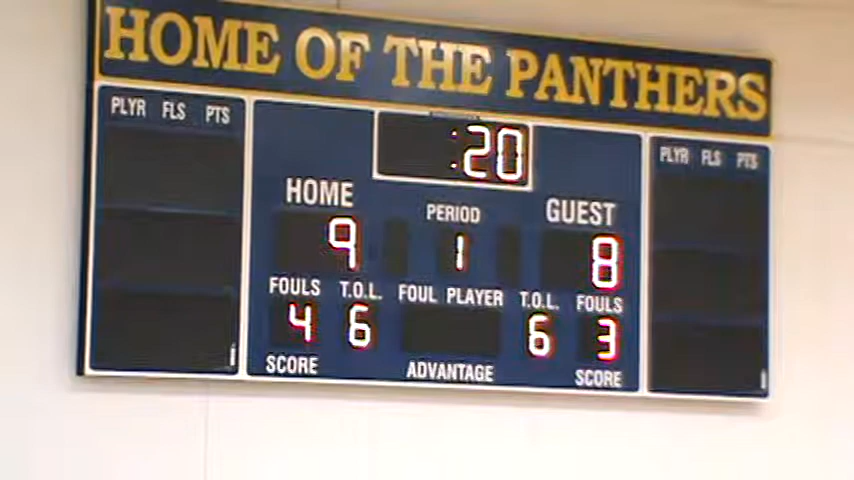 HOME OF THE PANTHERS
PLYR FLS PTS
:20
PLYR FLS PTS
HOME PERIOD GUEST
9 1 8
FOULS T.O.L. FOUL PLAYER T.O.L. FOULS
4 6 6 3
SCORE ADVANTAGE SCORE